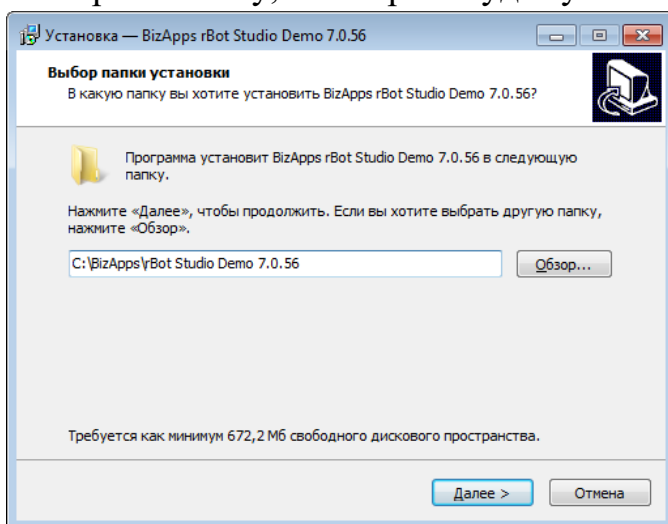 Установка — BizApps rBot Studio Demo 7.0.56
Выбор папки установки
В какую папку вы хотите установить BizApps rBot Studio Demo 7.0.56?
Программа установит BizApps rBot Studio Demo 7.0.56 в следующую
папку.
Нажмите «Далее», чтобы продолжить. Если вы хотите выбрать другую папку,
нажмите «Обзор».
C:\BizApps\rBot Studio Demo 7.0.56
Обзор...
Требуется как минимум 672,2 Мб свободного дискового пространства.
Далее >
Отмена